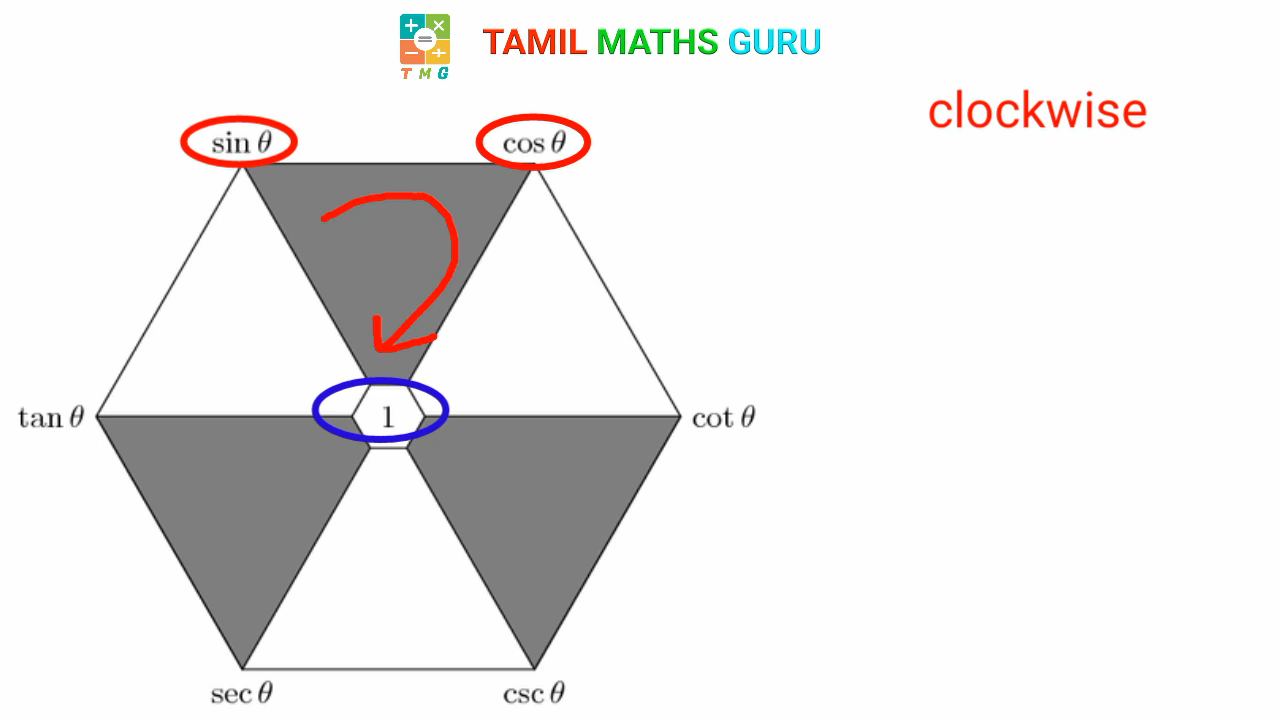 TAMIL MATHS GURU
T M G
clockwise
sin θ
cos θ
tan θ
1
cot θ
sec θ
csc θ